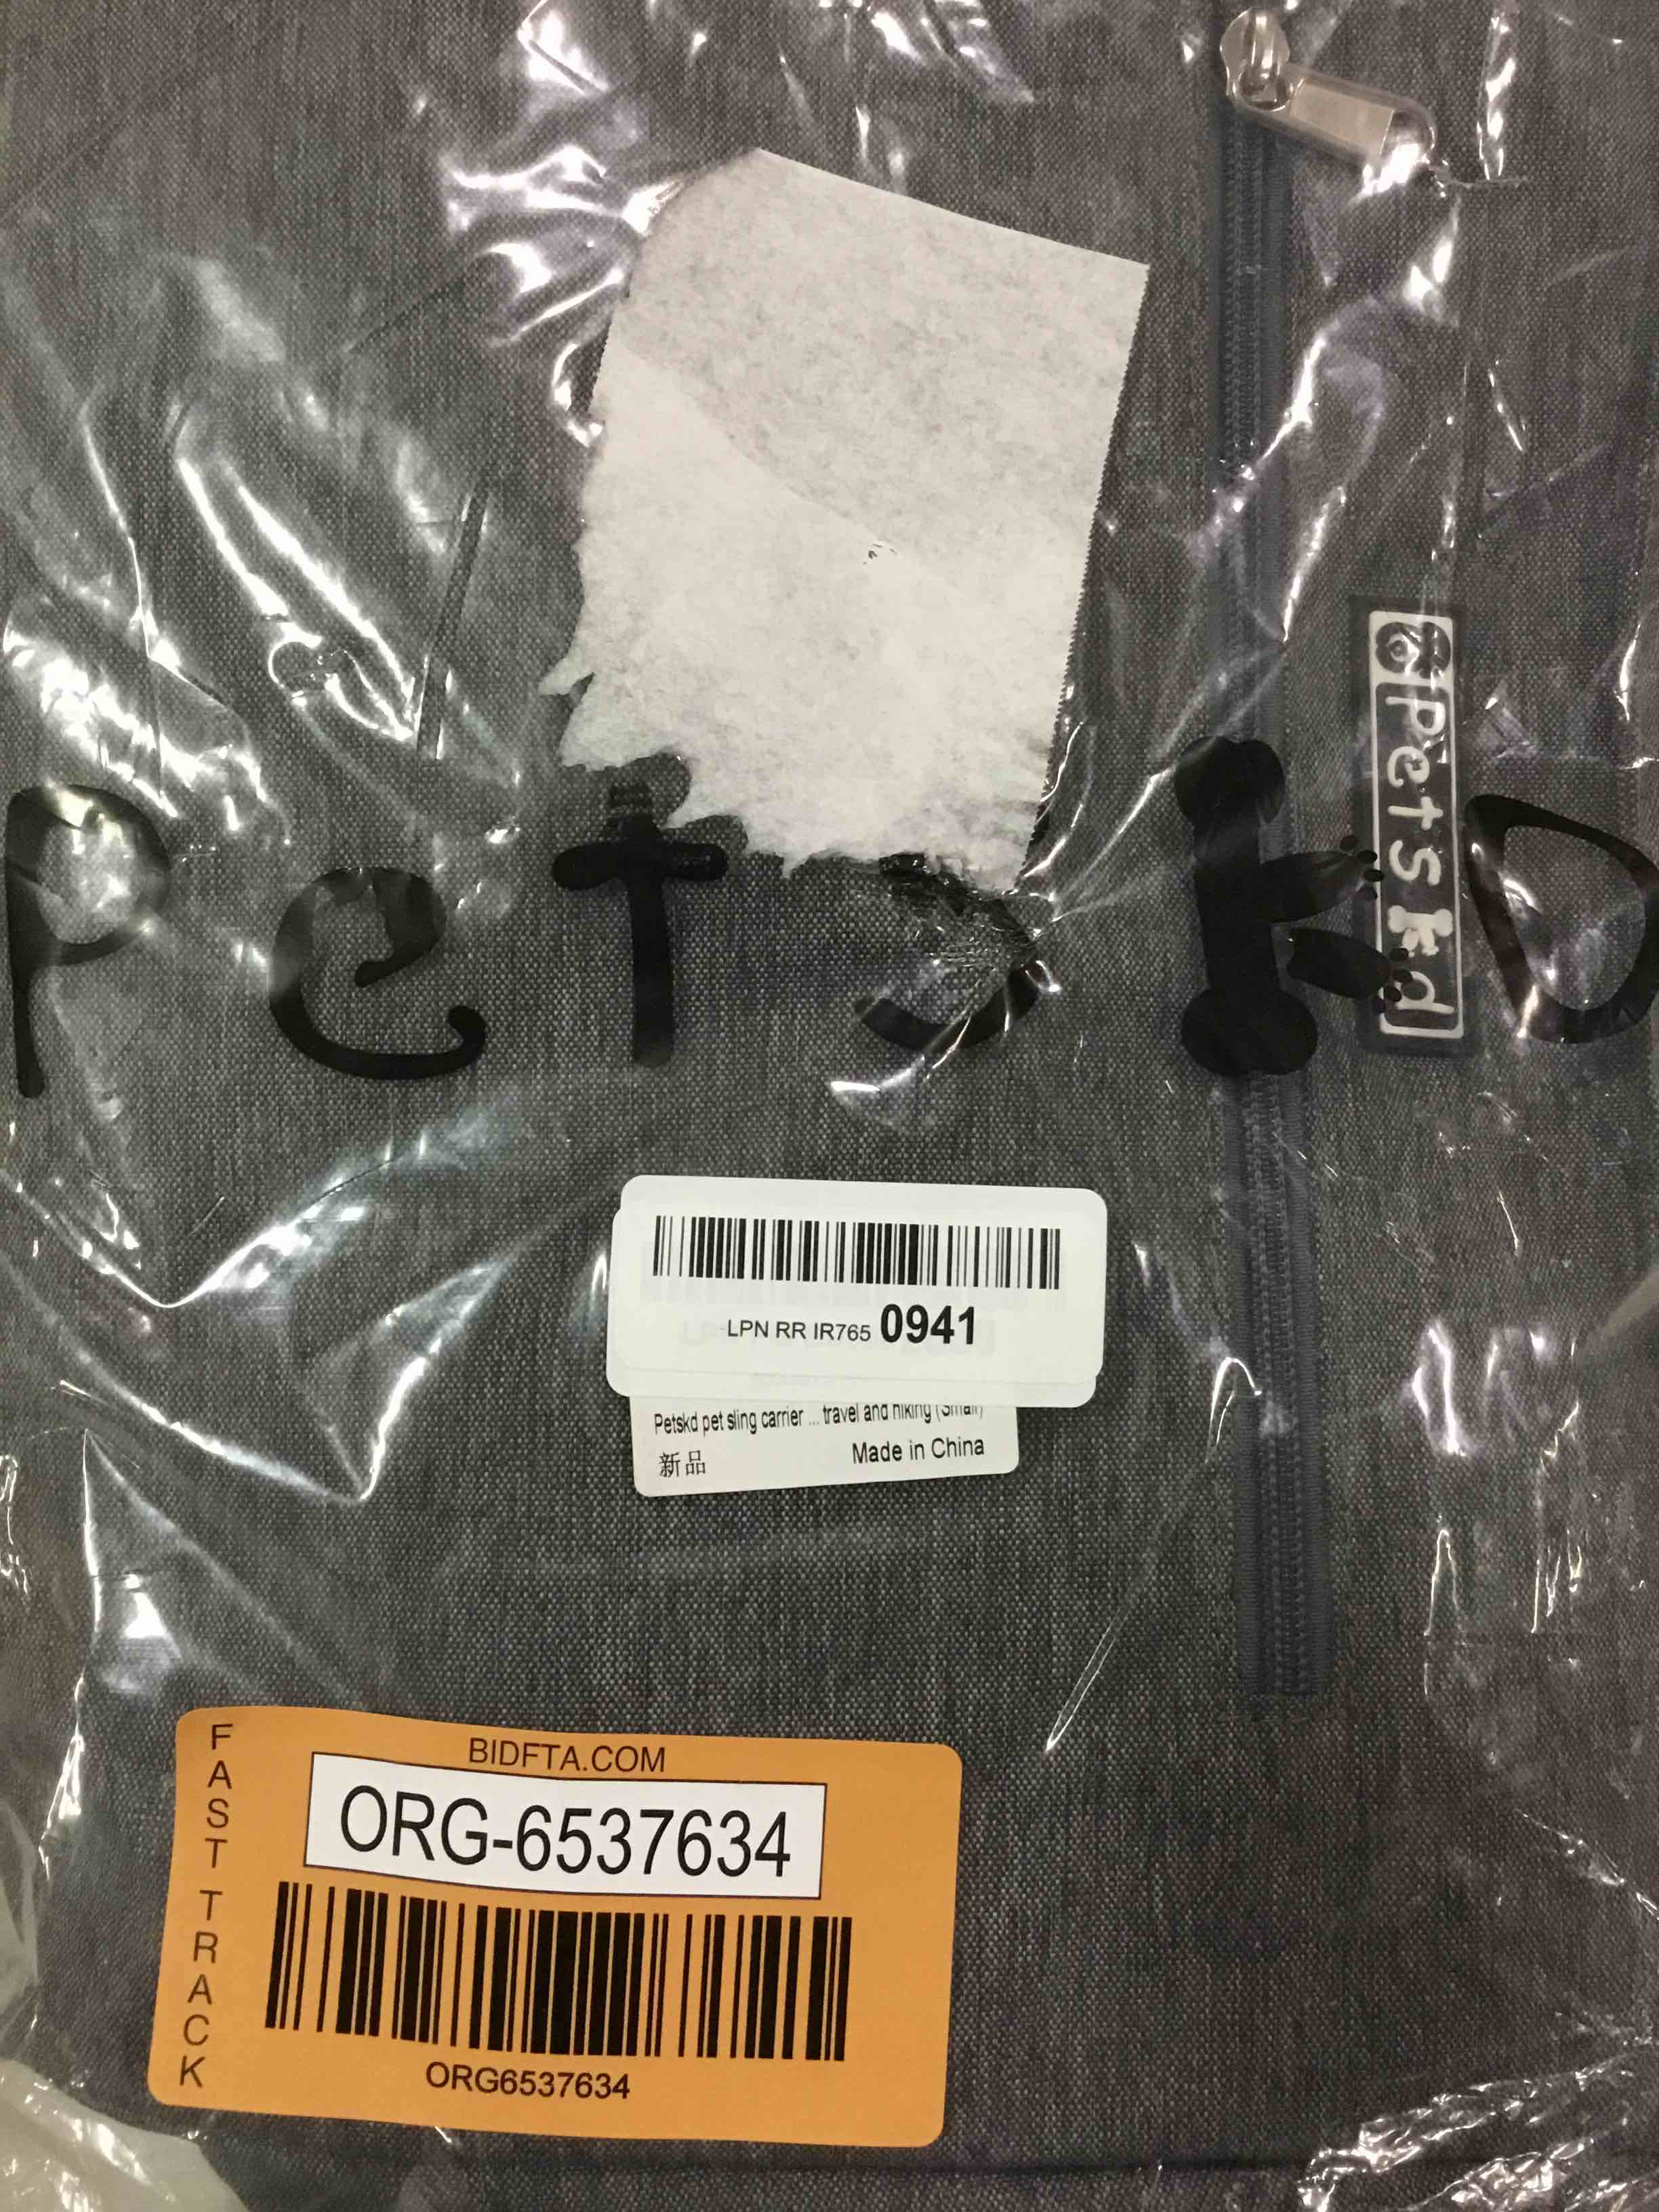 PetsKD
Petskd
LPN RR IR765 0941
Petskd pet sling carrier ... travel and hiking (Small)
新品 Made in China
FAST TRACK
BIDFTA.COM
ORG-6537634
ORG6537634